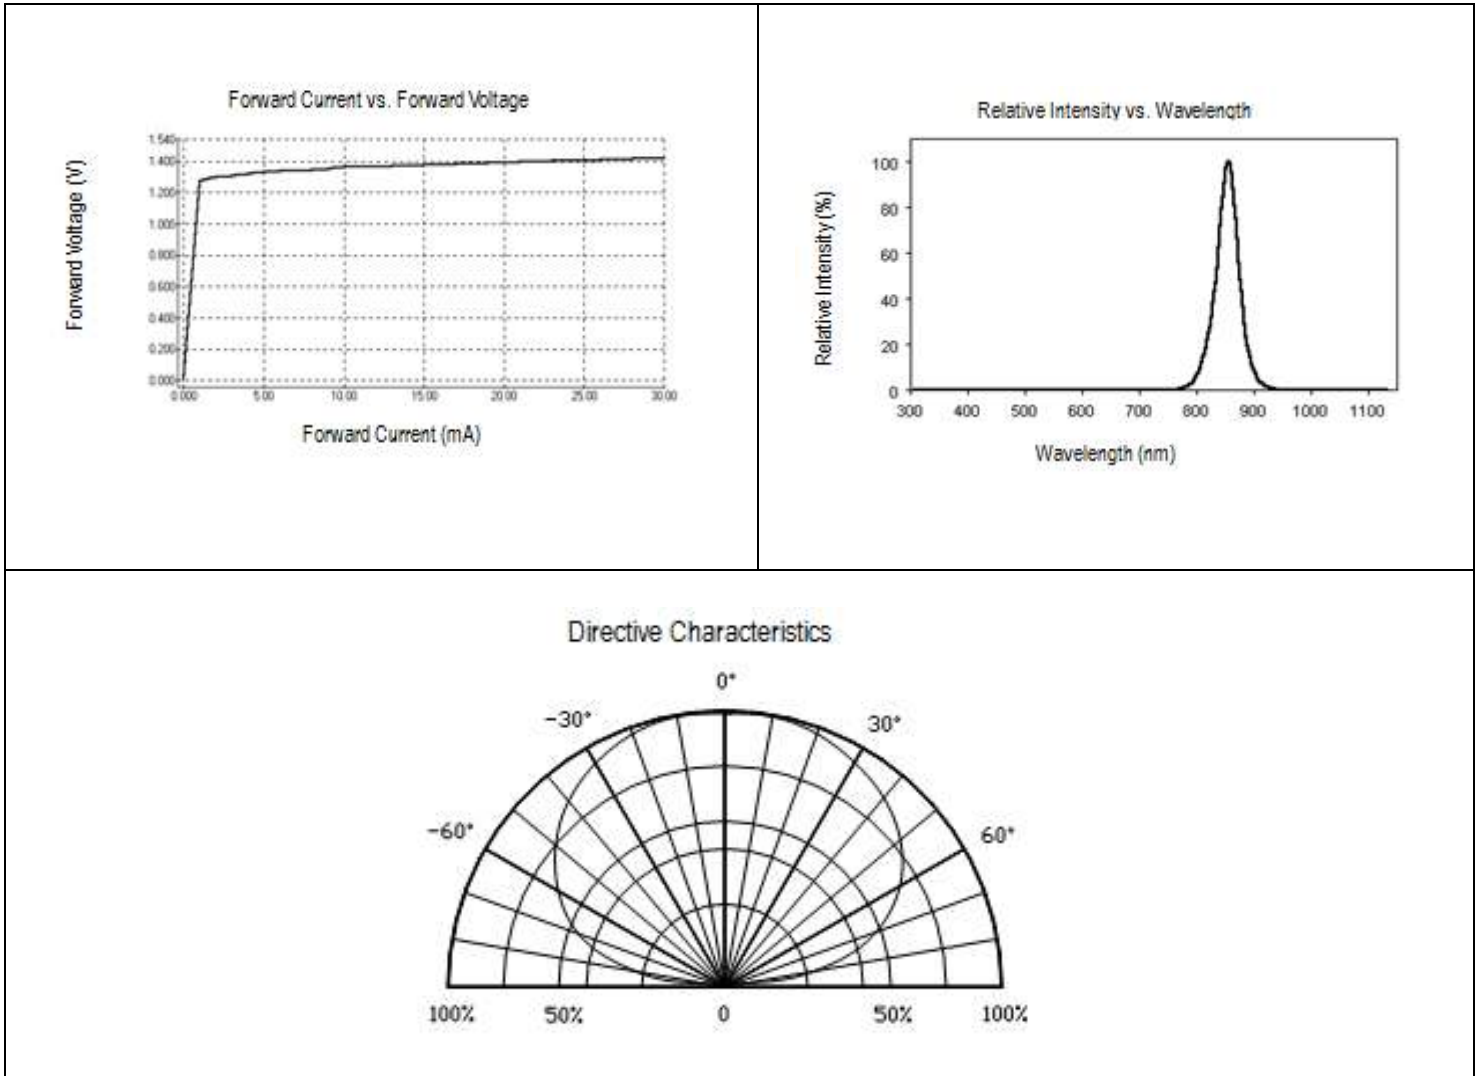 Forward Current vs. Forward Voltage
1.540
1.400
1.200
1.000
0.800
0.600
0.400
0.200
0.000
0.000 5.00 10.00 15.00 20.00 25.00 30.00
Forward Voltage (V)
Forward Current (mA)
Relative Intensity vs. Wavelength
100
80
60
40
20
0
300 400 500 600 700 800 900 1000 1100
Relative Intensity (%)
Wavelength (nm)
Directive Characteristics
0°
-30° 30°
-60° 60°
100% 50% 0 50% 100%